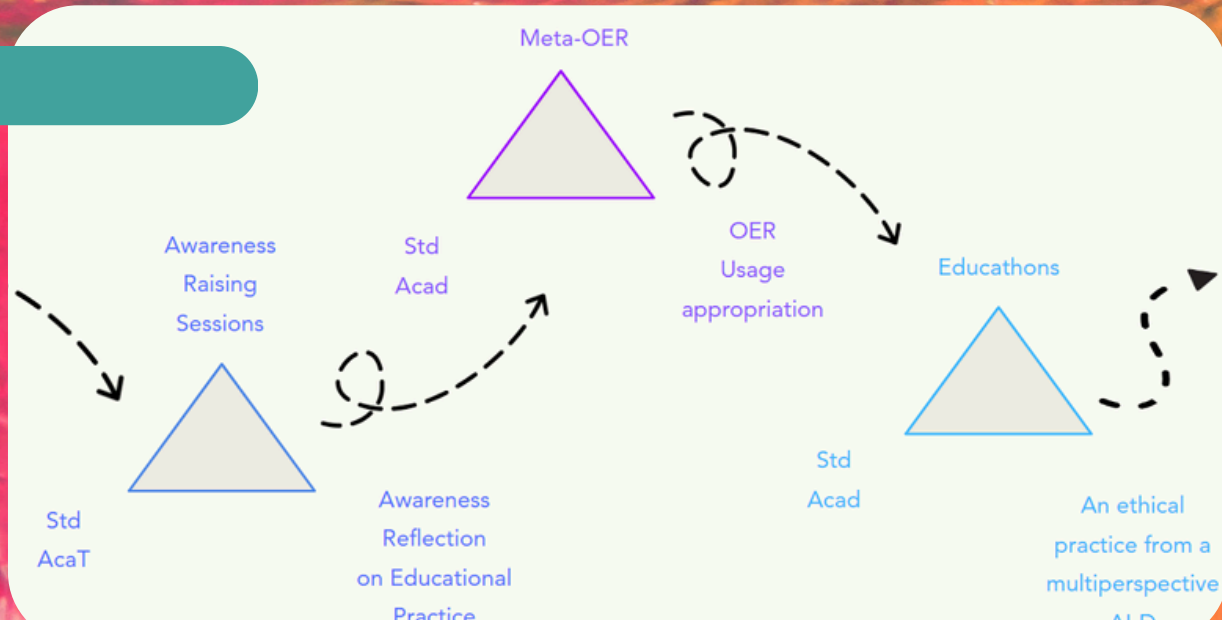 Meta-OER
Awareness
Raising
Sessions
Std
Acad
OER
Usage
appropriation
Educathons
Std
AcaT
Awareness
Reflection
on Educational
Practice
Std
Acad
An ethical
practice from a
multiperspective